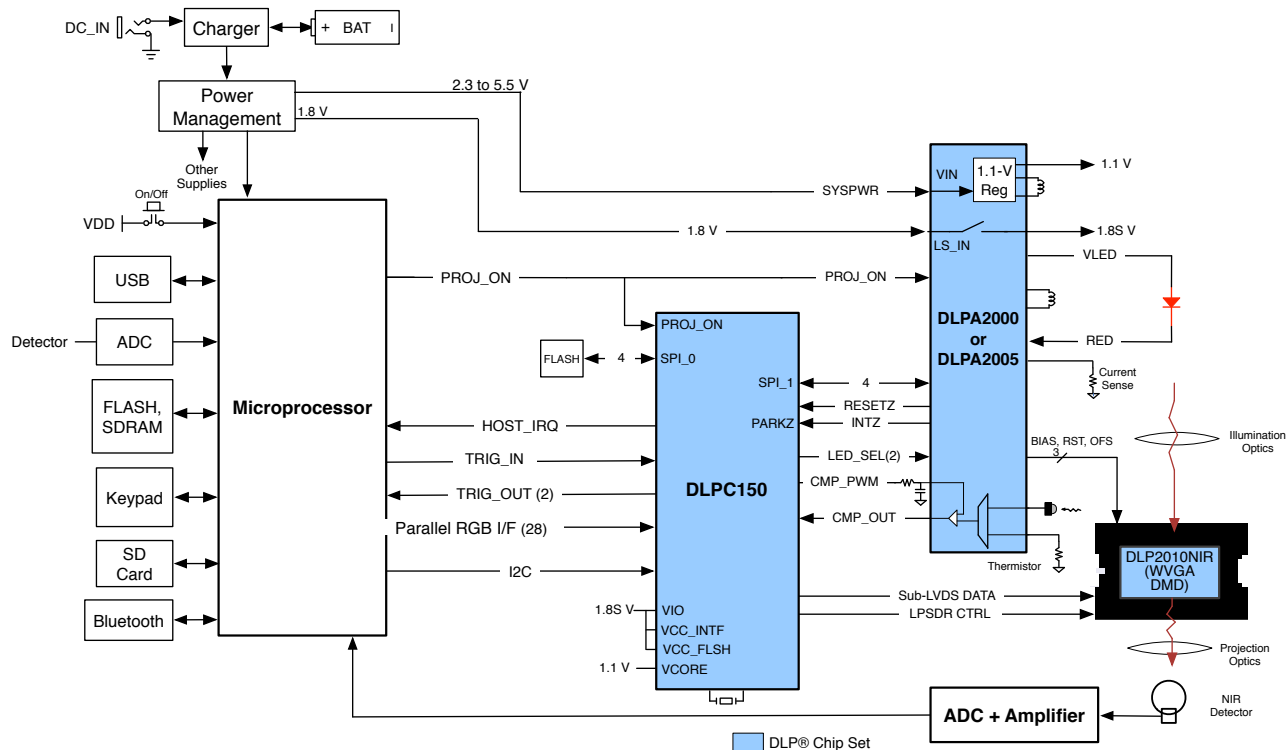 DC_IN
Charger
+ BAT I
Power
Management
2.3 to 5.5 V
1.8 V
Other
Supplies
On/Off
VDD
USB
Detector
ADC
FLASH,
SDRAM
Keypad
SD
Card
Bluetooth
Microprocessor
PROJ_ON
HOST_IRQ
TRIG_IN
TRIG_OUT (2)
Parallel RGB I/F (28)
I2C
1.8S V
1.1 V
FLASH
4
PROJ_ON
SPI_0
SPI_1
PARKZ
DLPC150
VIO
VCC_INTF
VCC_FLSH
VCORE
SYSPWR
1.8 V
PROJ_ON
4
RESETZ
INTZ
LED_SEL(2)
CMP_PWM
CMP_OUT
Sub-LVDS DATA
LPSDR CTRL
VIN
1.1-V
Reg
LS_IN
DLPA2000
or
DLPA2005
1.1 V
1.8S V
VLED
RED
Current
Sense
BIAS, RST, OFS
3
Thermistor
Illumination
Optics
DLP2010NIR
(WVGA
DMD)
Projection
Optics
NIR
Detector
ADC + Amplifier
DLP® Chip Set